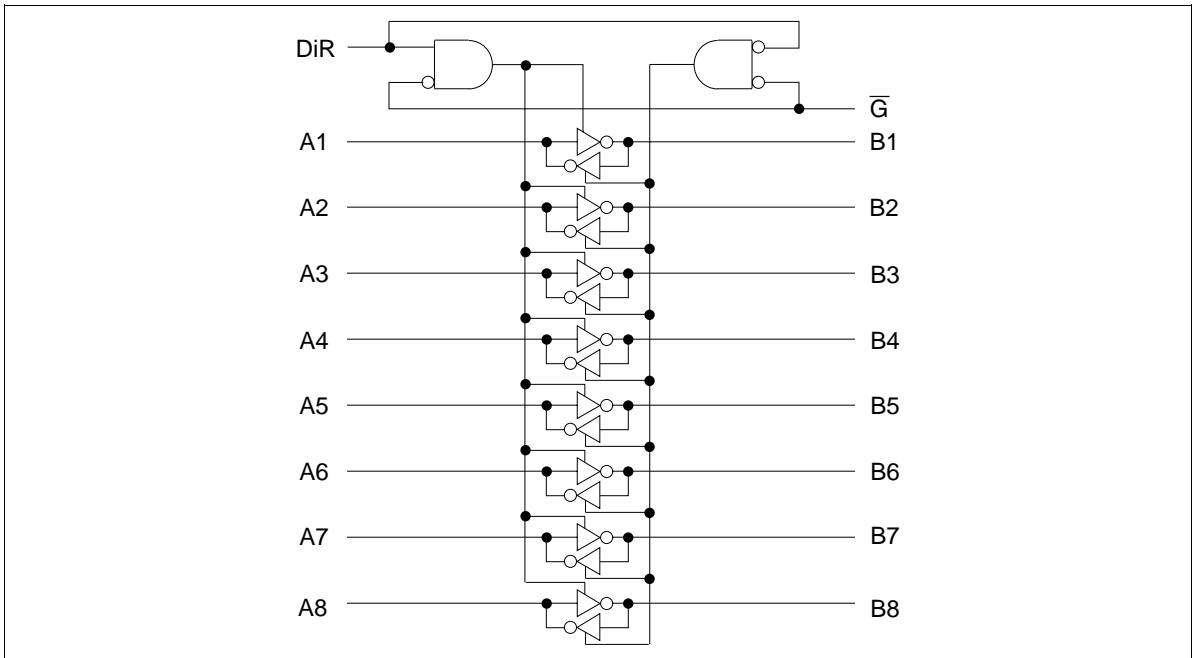 DiR
G̅
A1 B1
A2 B2
A3 B3
A4 B4
A5 B5
A6 B6
A7 B7
A8 B8